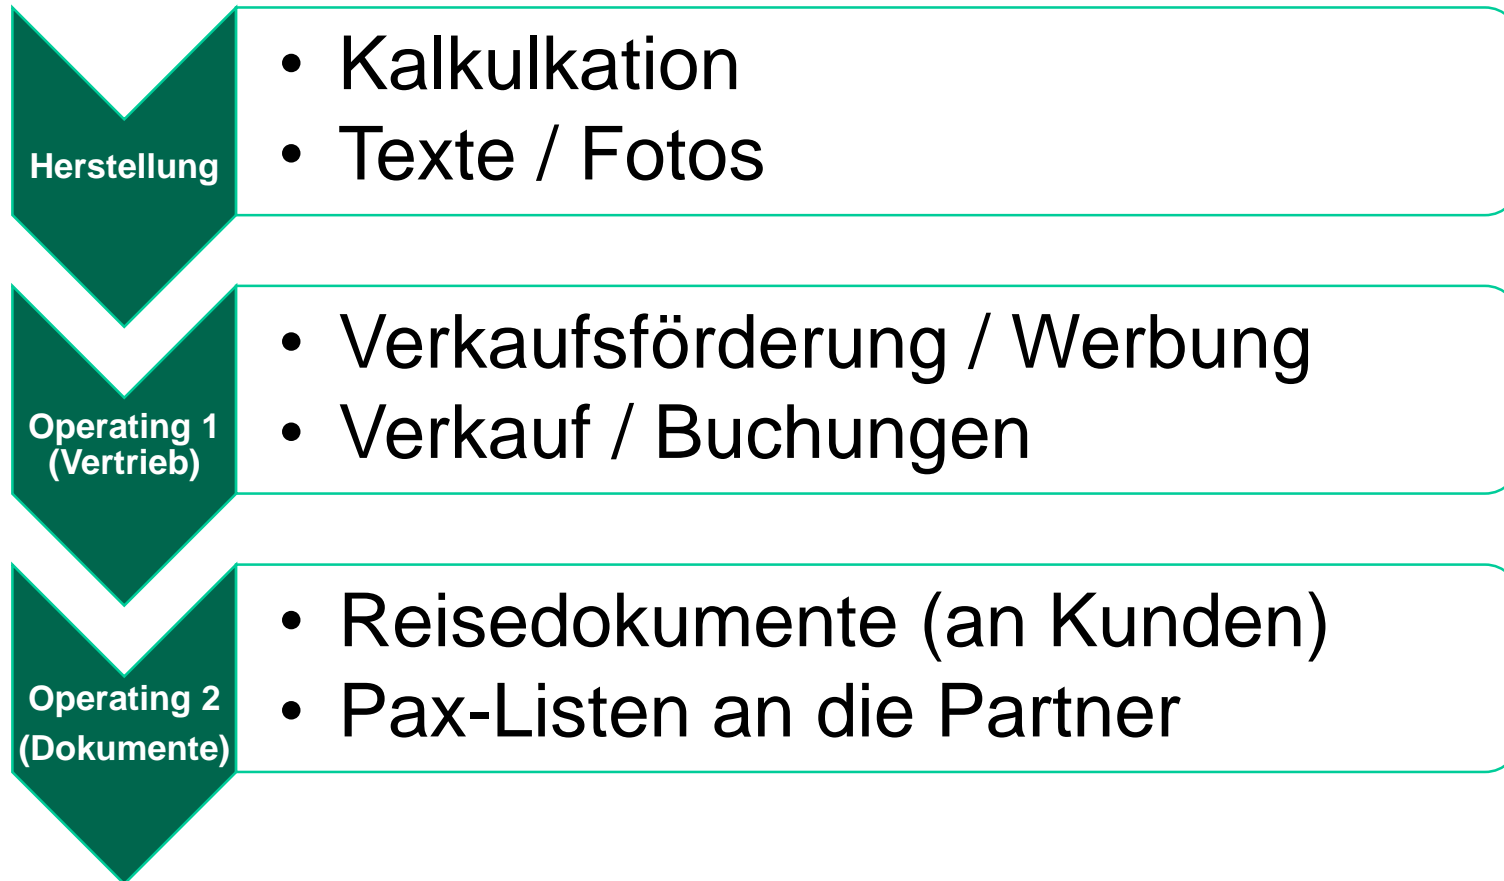 Herstellung
• Kalkulkation
• Texte / Fotos
Operating 1
(Vertrieb)
• Verkaufsförderung / Werbung
• Verkauf / Buchungen
Operating 2
(Dokumente)
• Reisedokumente (an Kunden)
• Pax-Listen an die Partner